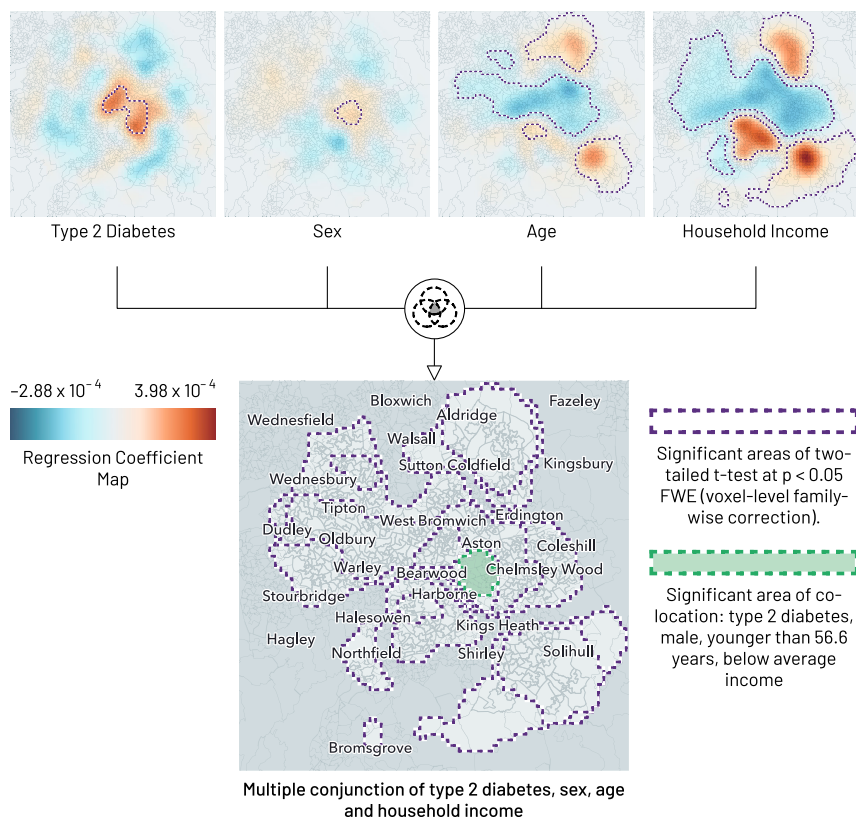 Type 2 Diabetes
Sex
Age
Household Income
−2.88 x 10⁻⁴
3.98 x 10⁻⁴
Regression Coefficient
Map
Bloxwich
Fazeley
Aldridge
Wednesfield
Walsall
Sutton Coldfield
Kingsbury
Wednesbury
Tipton
West Bromwich
Erdington
Dudley
Oldbury
Aston
Coleshill
Warley
Bearwood
Chelmsley Wood
Stourbridge
Harborne
Halesowen
Kings Heath
Hagley
Northfield
Shirley
Solihull
Bromsgrove
Significant areas of two-
tailed t-test at p < 0.05
FWE (voxel-level family-
wise correction).
Significant area of co-
location: type 2 diabetes,
male, younger than 56.6
years, below average
income
Multiple conjunction of type 2 diabetes, sex, age
and household income